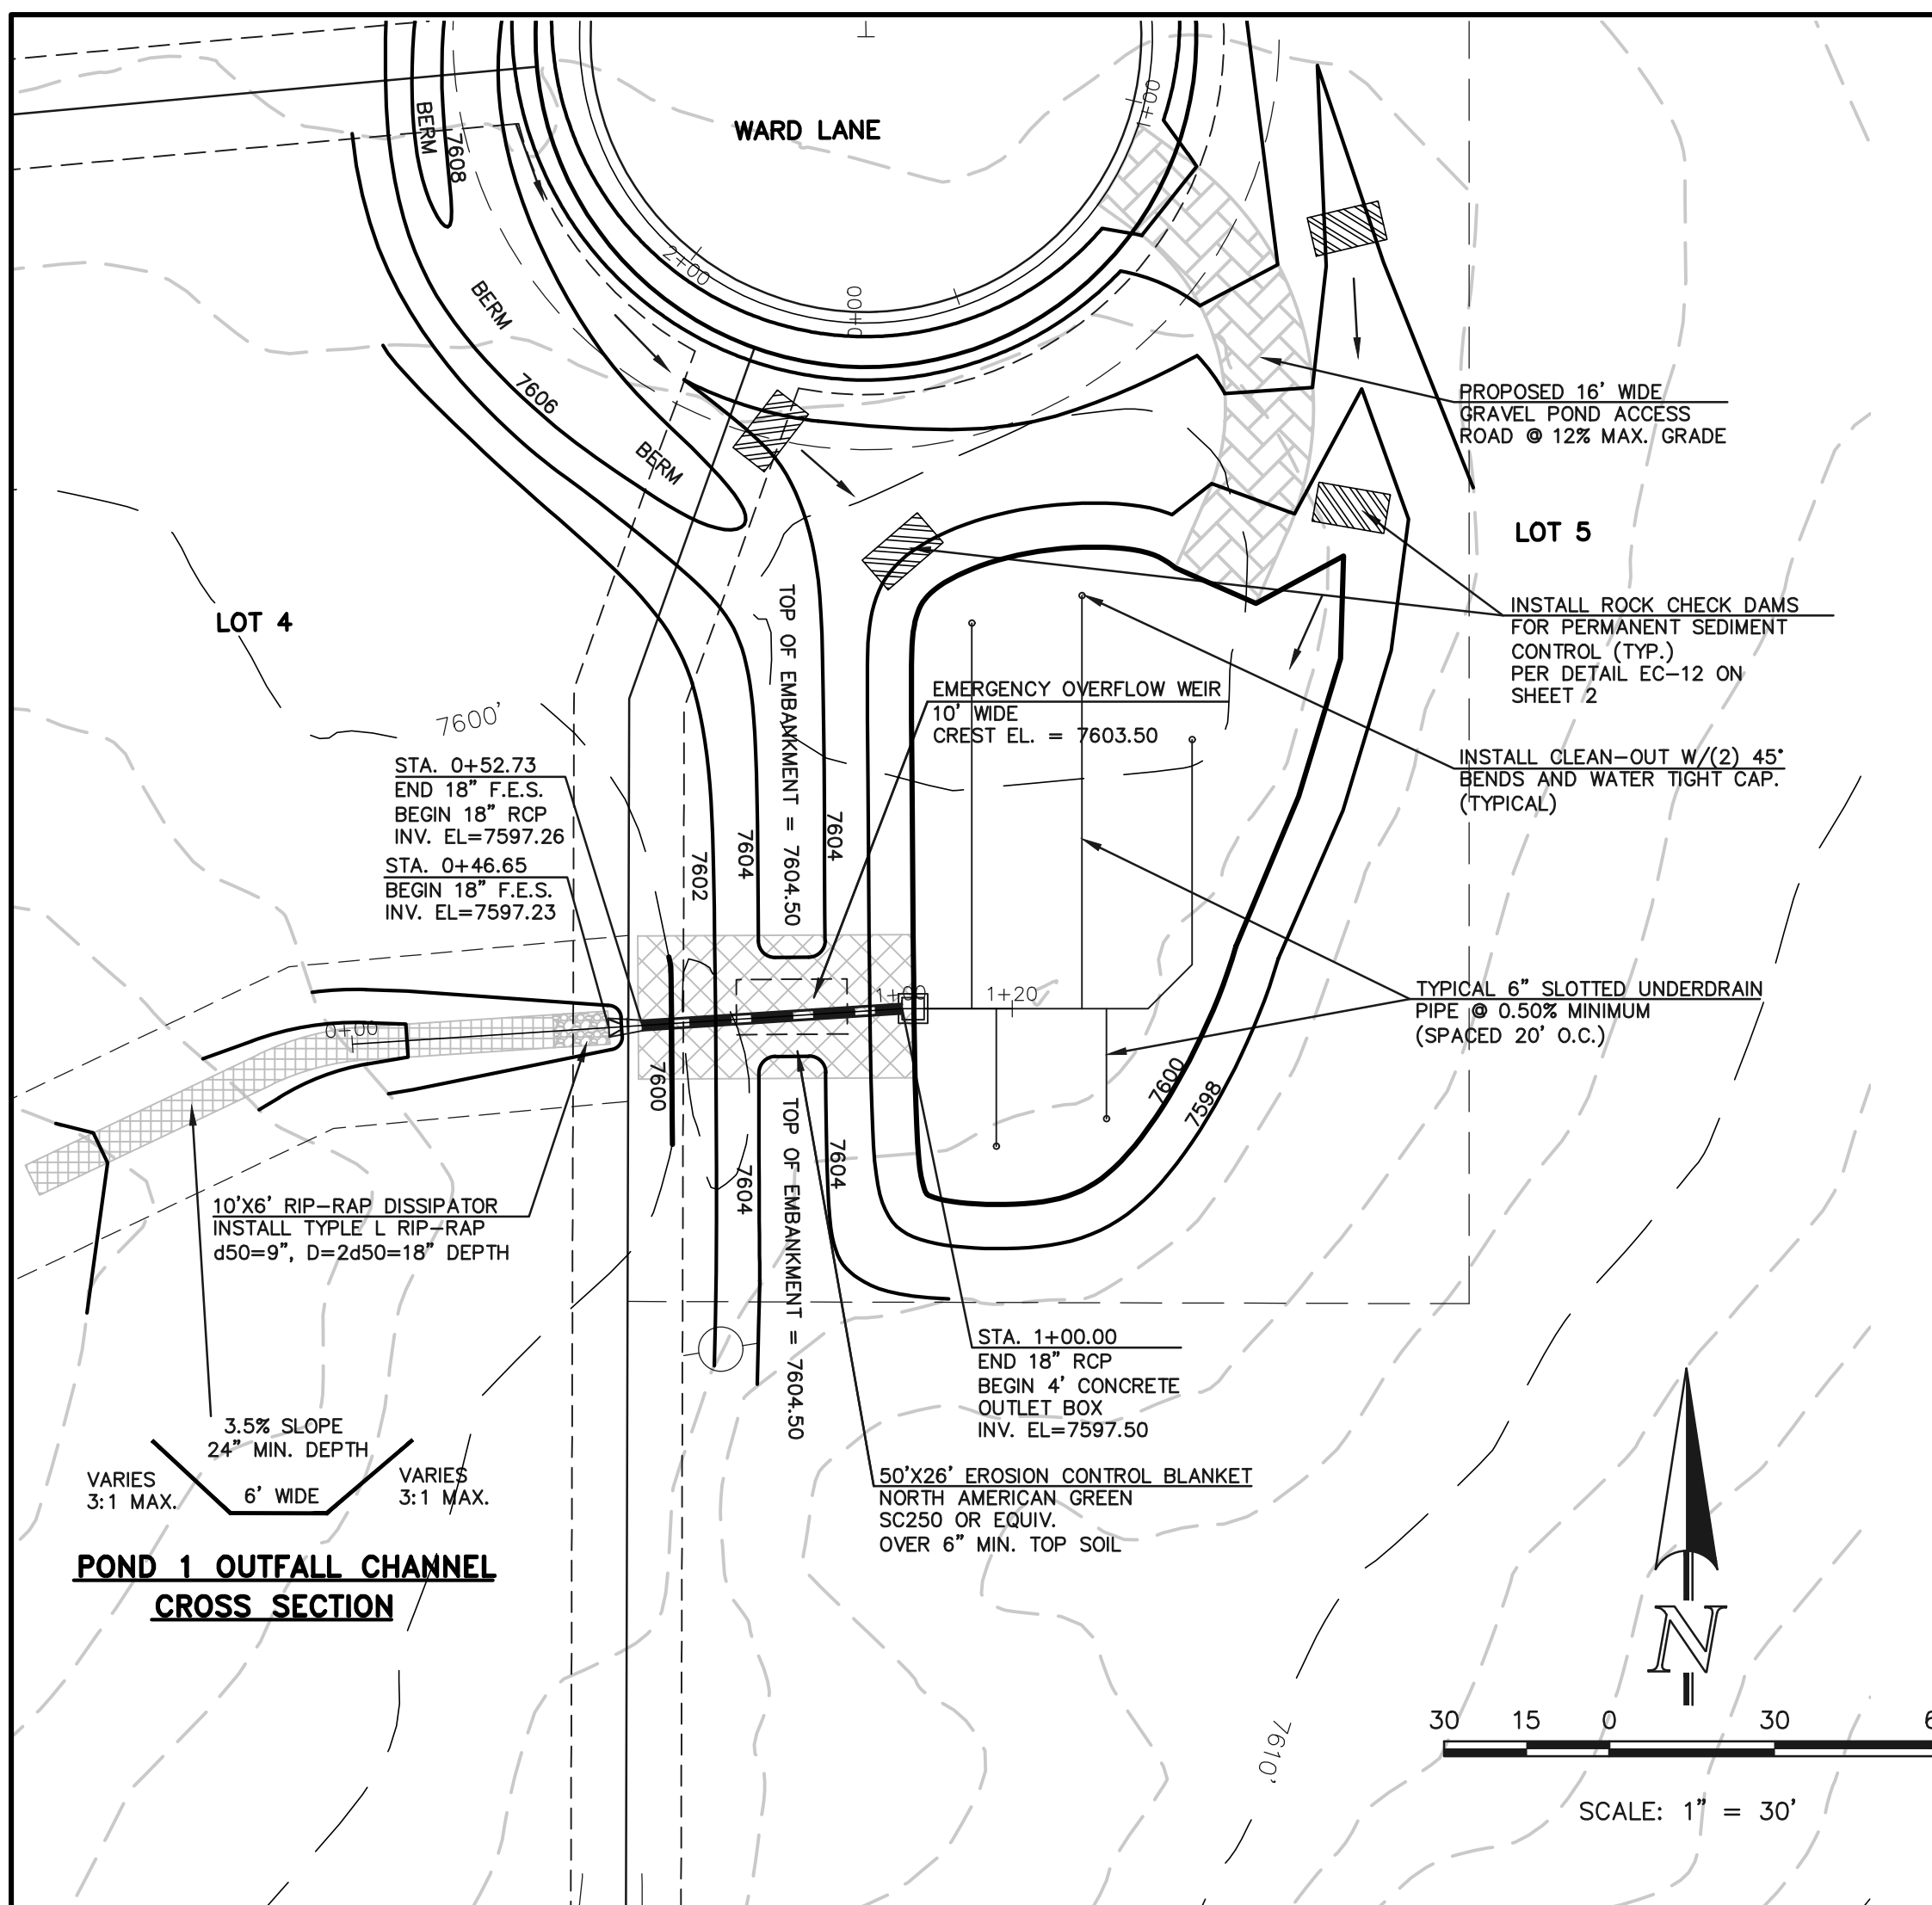 WARD LANE
1+00
BERM
7608
2+00
0+00
BERM
7606
BERM
PROPOSED 16' WIDE
GRAVEL POND ACCESS
ROAD @ 12% MAX. GRADE
LOT 5
LOT 4
INSTALL ROCK CHECK DAMS
FOR PERMANENT SEDIMENT
CONTROL (TYP.)
PER DETAIL EC-12 ON
SHEET 2
TOP OF EMBANKMENT = 7604.50
EMERGENCY OVERFLOW WEIR
10' WIDE
CREST EL. = 7603.50
7600'
INSTALL CLEAN-OUT W/(2) 45°
BENDS AND WATER TIGHT CAP.
(TYPICAL)
STA. 0+52.73
END 18" F.E.S.
BEGIN 18" RCP
INV. EL=7597.26
STA. 0+46.65
BEGIN 18" F.E.S.
INV. EL=7597.23
7602
7604
7604
TYPICAL 6" SLOTTED UNDERDRAIN
PIPE @ 0.50% MINIMUM
(SPACED 20' O.C.)
0+00
1+00
1+20
7600
7600
7598
7604
7604
TOP OF EMBANKMENT = 7604.50
10'X6' RIP-RAP DISSIPATOR
INSTALL TYPLE L RIP-RAP
d50=9", D=2d50=18" DEPTH
STA. 1+00.00
END 18" RCP
BEGIN 4' CONCRETE
OUTLET BOX
INV. EL=7597.50
3.5% SLOPE
24" MIN. DEPTH
VARIES
3:1 MAX.
6' WIDE
VARIES
3:1 MAX.
50'X26' EROSION CONTROL BLANKET
NORTH AMERICAN GREEN
SC250 OR EQUIV.
OVER 6" MIN. TOP SOIL
POND 1 OUTFALL CHANNEL
CROSS SECTION
N
7610'
30 15 0 30
SCALE: 1" = 30'